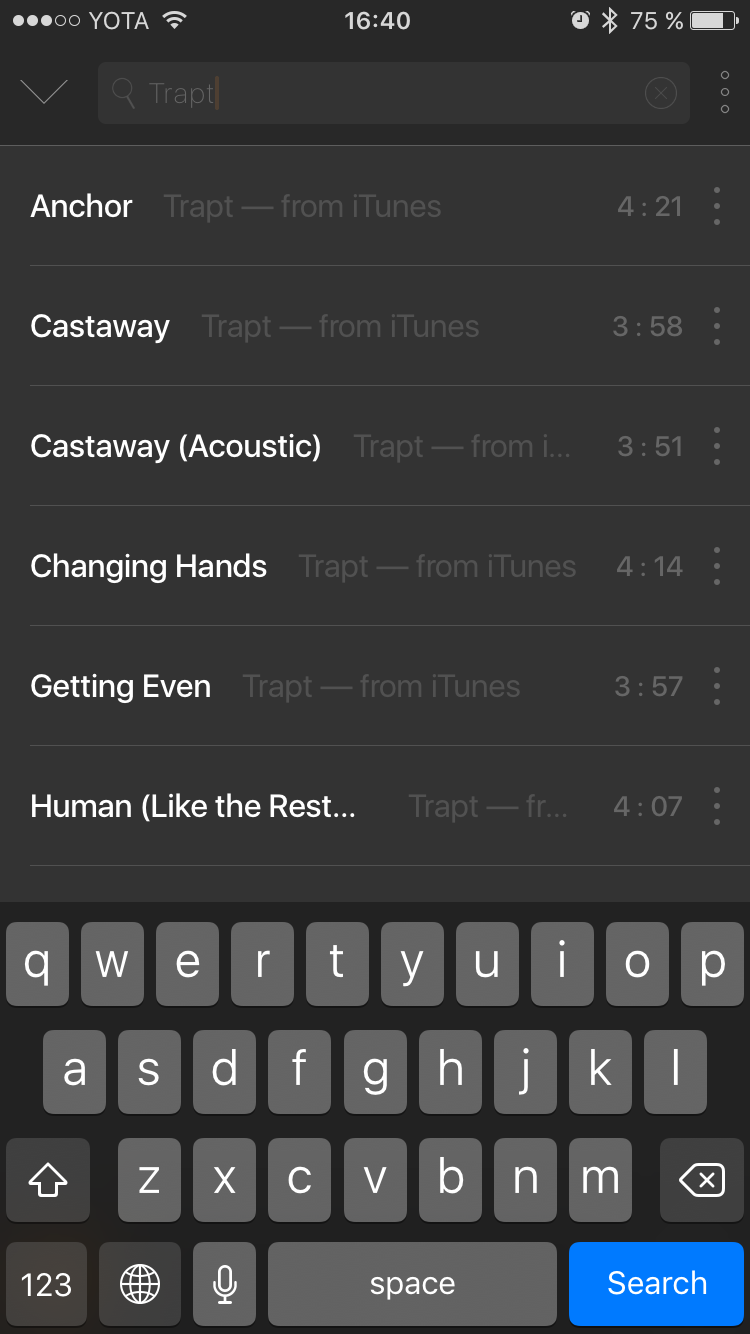 YOTA 16:40 75 %
Trapt
Anchor Trapt — from iTunes 4 : 21
Castaway Trapt — from iTunes 3 : 58
Castaway (Acoustic) Trapt — from i... 3 : 51
Changing Hands Trapt — from iTunes 4 : 14
Getting Even Trapt — from iTunes 3 : 57
Human (Like the Rest... Trapt — fr... 4 : 07
q w e r t y u i o p
a s d f g h j k l
z x c v b n m
123 space Search